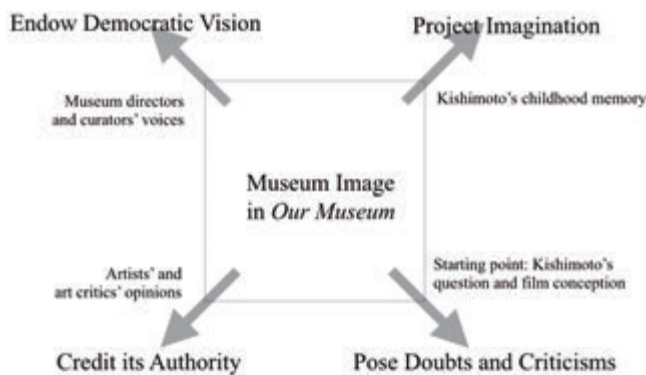 Endow Democratic Vision
Project Imagination
Museum directors
and curators' voices
Kishimoto's childhood memory
Museum Image
in Our Museum
Artists' and
art critics' opinions
Starting point: Kishimoto's
question and film conception
Credit its Authority
Pose Doubts and Criticisms